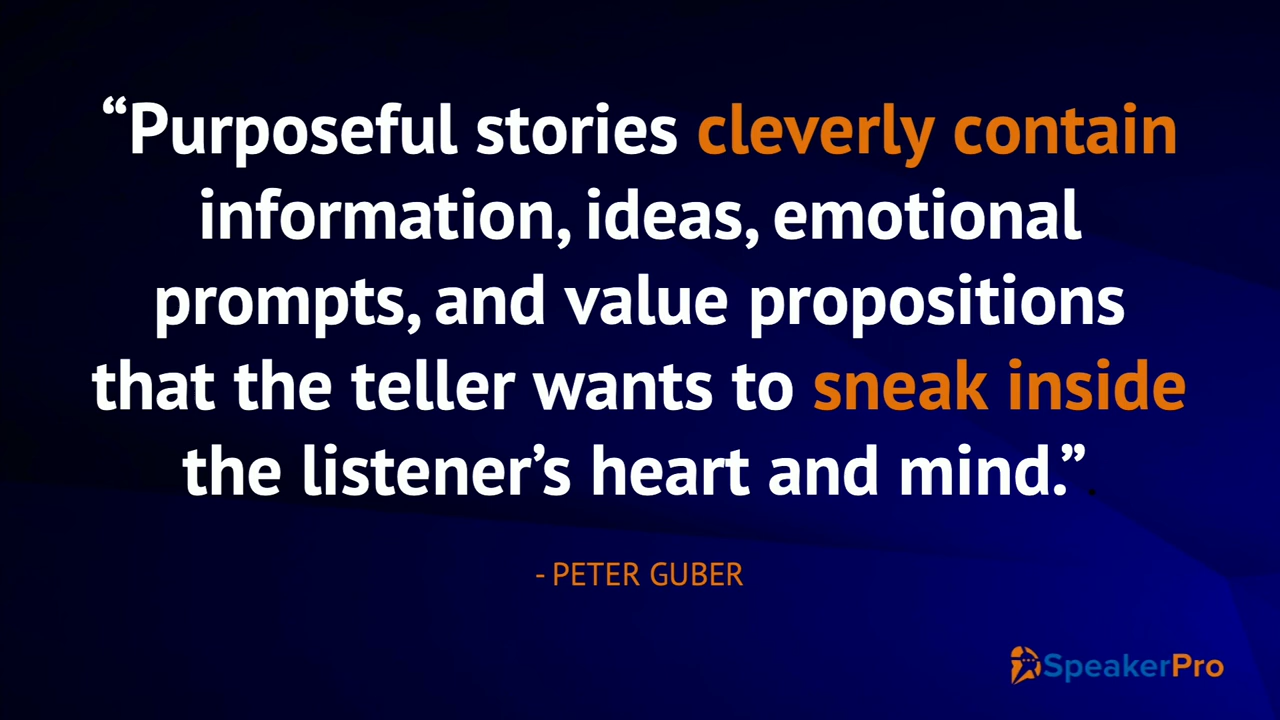 “Purposeful stories cleverly contain
information, ideas, emotional
prompts, and value propositions
that the teller wants to sneak inside
the listener’s heart and mind.” .
- PETER GUBER
SpeakerPro